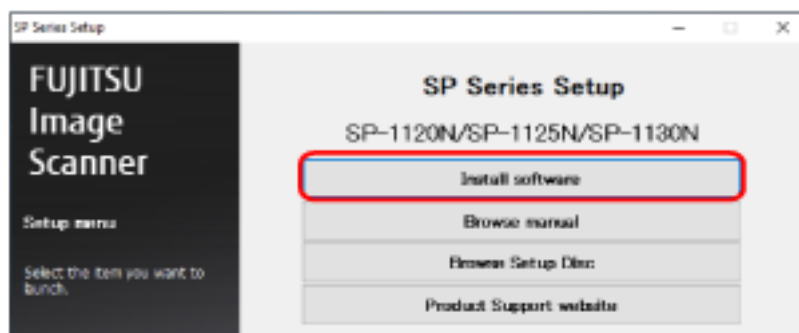 SP Series Setup
FUJITSU
Image
Scanner
Setup menu
Select the item you want to
launch.
SP Series Setup
SP-1120N/SP-1125N/SP-1130N
Install software
Browse manual
Browse Setup Disc
Product Support website